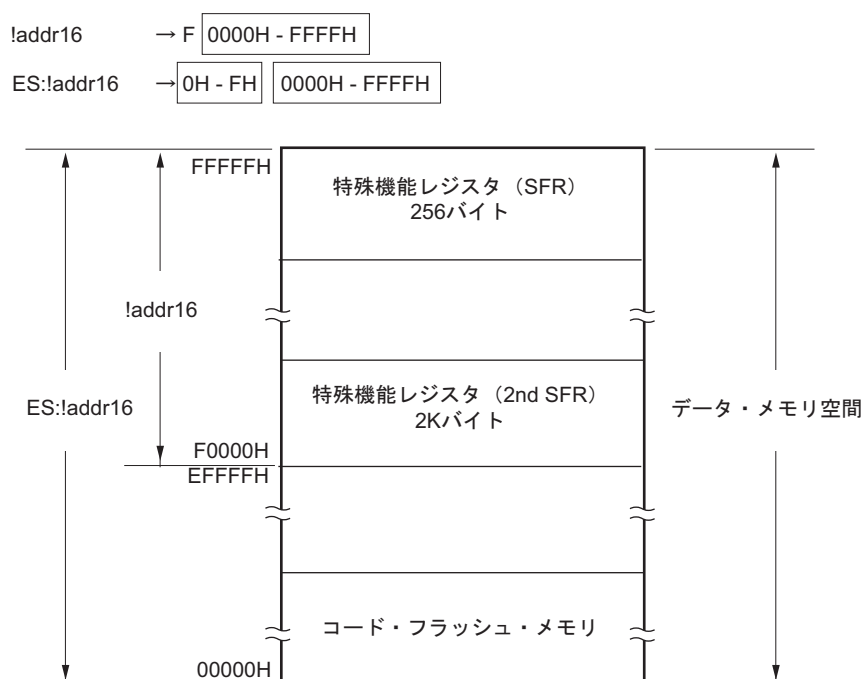 !addr16 → F 0000H - FFFFH
ES:!addr16 → 0H - FH 0000H - FFFFH
FFFFFH
特殊機能レジスタ（SFR）
256バイト
!addr16
特殊機能レジスタ（2nd SFR）
2Kバイト
ES:!addr16
データ・メモリ空間
F0000H
EFFFFH
コード・フラッシュ・メモリ
00000H